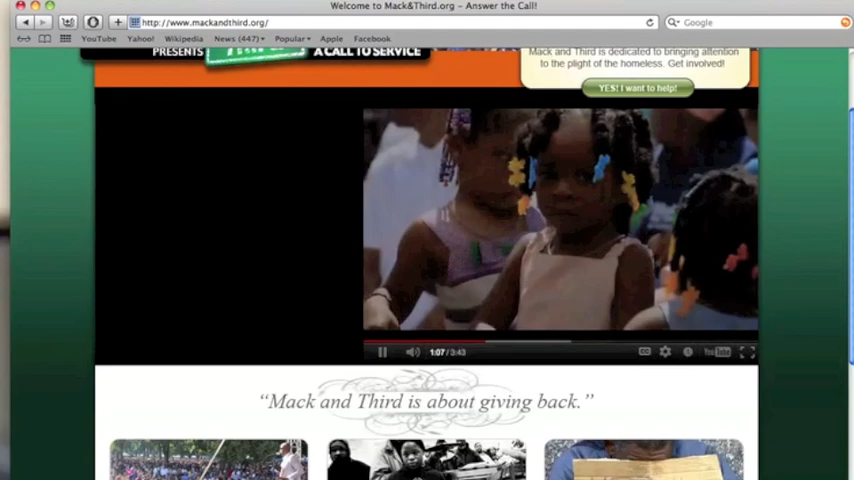 Welcome to Mack&Third.org – Answer the Call!
http://www.mackandthird.org/
Google
YouTube Yahoo! Wikipedia News (447) Popular Apple Facebook
PRESENTS A CALL TO SERVICE
Mack and Third is dedicated to bringing attention
to the plight of the homeless. Get involved!
YES! I want to help!
1:07 / 3:43
CC
YouTube
“Mack and Third is about giving back.”